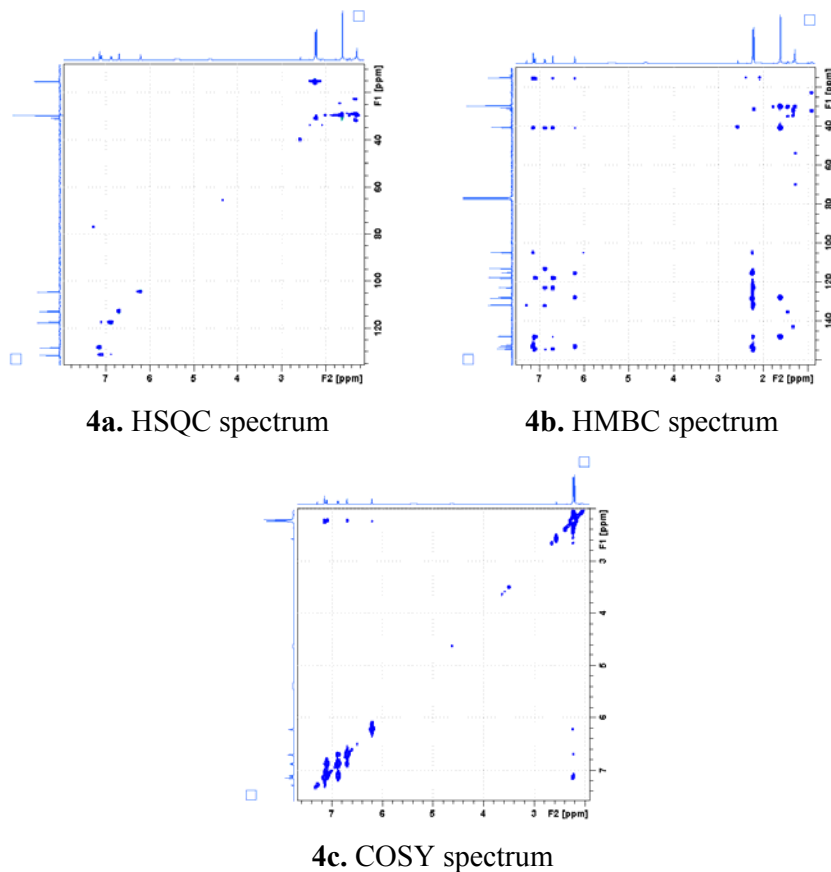 F1 [ppm]
40
60
80
100
120
7 6 5 4 3 F2 [ppm]
4a. HSQC spectrum
F1 [ppm]
40
60
80
100
120
140
7 6 5 4 3 2 F2 [ppm]
4b. HMBC spectrum
F1 [ppm]
3
4
5
6
7
7 6 5 4 3 F2 [ppm]
4c. COSY spectrum